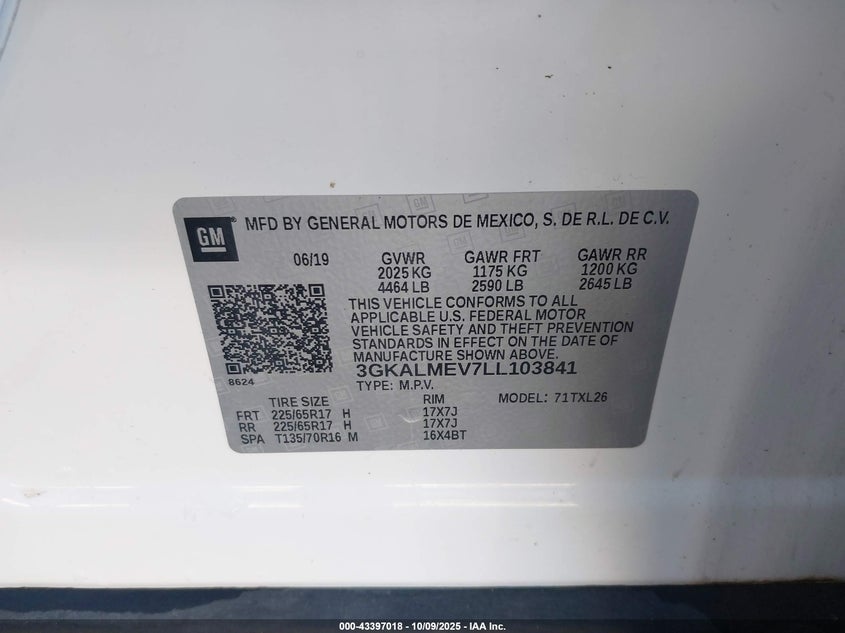 GM ® MFD BY GENERAL MOTORS DE MEXICO, S. DE R.L. DE C.V.
06/19 GVWR GAWR FRT GAWR RR
2025 KG 1175 KG 1200 KG
4464 LB 2590 LB 2645 LB
THIS VEHICLE CONFORMS TO ALL
APPLICABLE U.S. FEDERAL MOTOR
VEHICLE SAFETY AND THEFT PREVENTION
STANDARDS IN EFFECT ON THE DATE OF
MANUFACTURE SHOWN ABOVE.
3GKALMEV7LL103841
8624 TYPE: M.P.V.
TIRE SIZE RIM MODEL: 71TXL26
FRT 225/65R17 H 17X7J
RR 225/65R17 H 17X7J
SPA T135/70R16 M 16X4BT
000-43397018 - 10/09/2025 - IAA Inc.